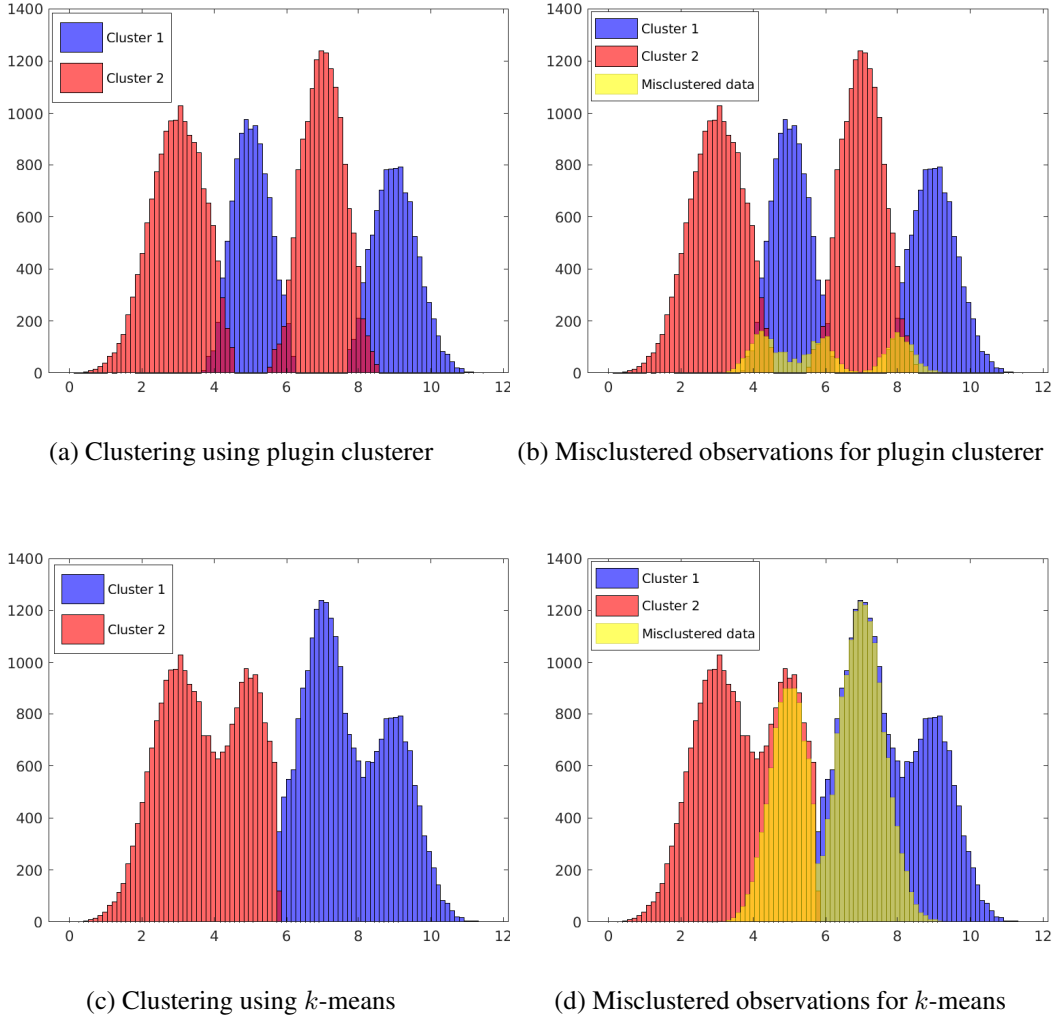 1400
1200
1000
800
600
400
200
0
0 2 4 6 8 10 12
Cluster 1
Cluster 2
(a) Clustering using plugin clusterer
1400
1200
1000
800
600
400
200
0
0 2 4 6 8 10 12
Cluster 1
Cluster 2
Misclustered data
(b) Misclustered observations for plugin clusterer
1400
1200
1000
800
600
400
200
0
0 2 4 6 8 10 12
Cluster 1
Cluster 2
(c) Clustering using k-means
1400
1200
1000
800
600
400
200
0
0 2 4 6 8 10 12
Cluster 1
Cluster 2
Misclustered data
(d) Misclustered observations for k-means